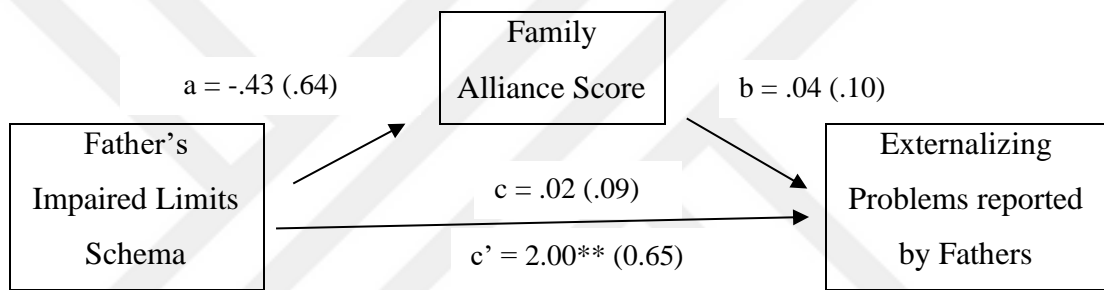 Family
Alliance Score
a = -.43 (.64)
b = .04 (.10)
Father’s
Impaired Limits
Schema
c = .02 (.09)
c’ = 2.00** (0.65)
Externalizing
Problems reported
by Fathers